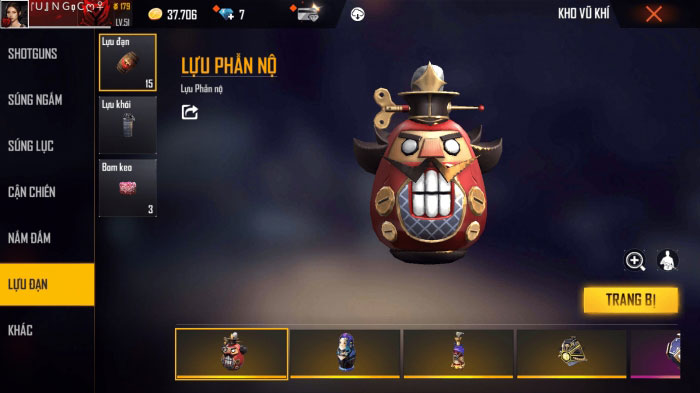 179
LV.51
37.706
7
KHO VŨ KHÍ
SHOTGUNS
SÚNG NGẮM
SÚNG LỤC
CẬN CHIẾN
NẮM ĐẤM
LỰU ĐẠN
KHÁC
Lựu đạn
15
Lựu khói
Bom keo
3
LỰU PHẪN NỘ
Lựu Phẫn nộ
TRANG BỊ